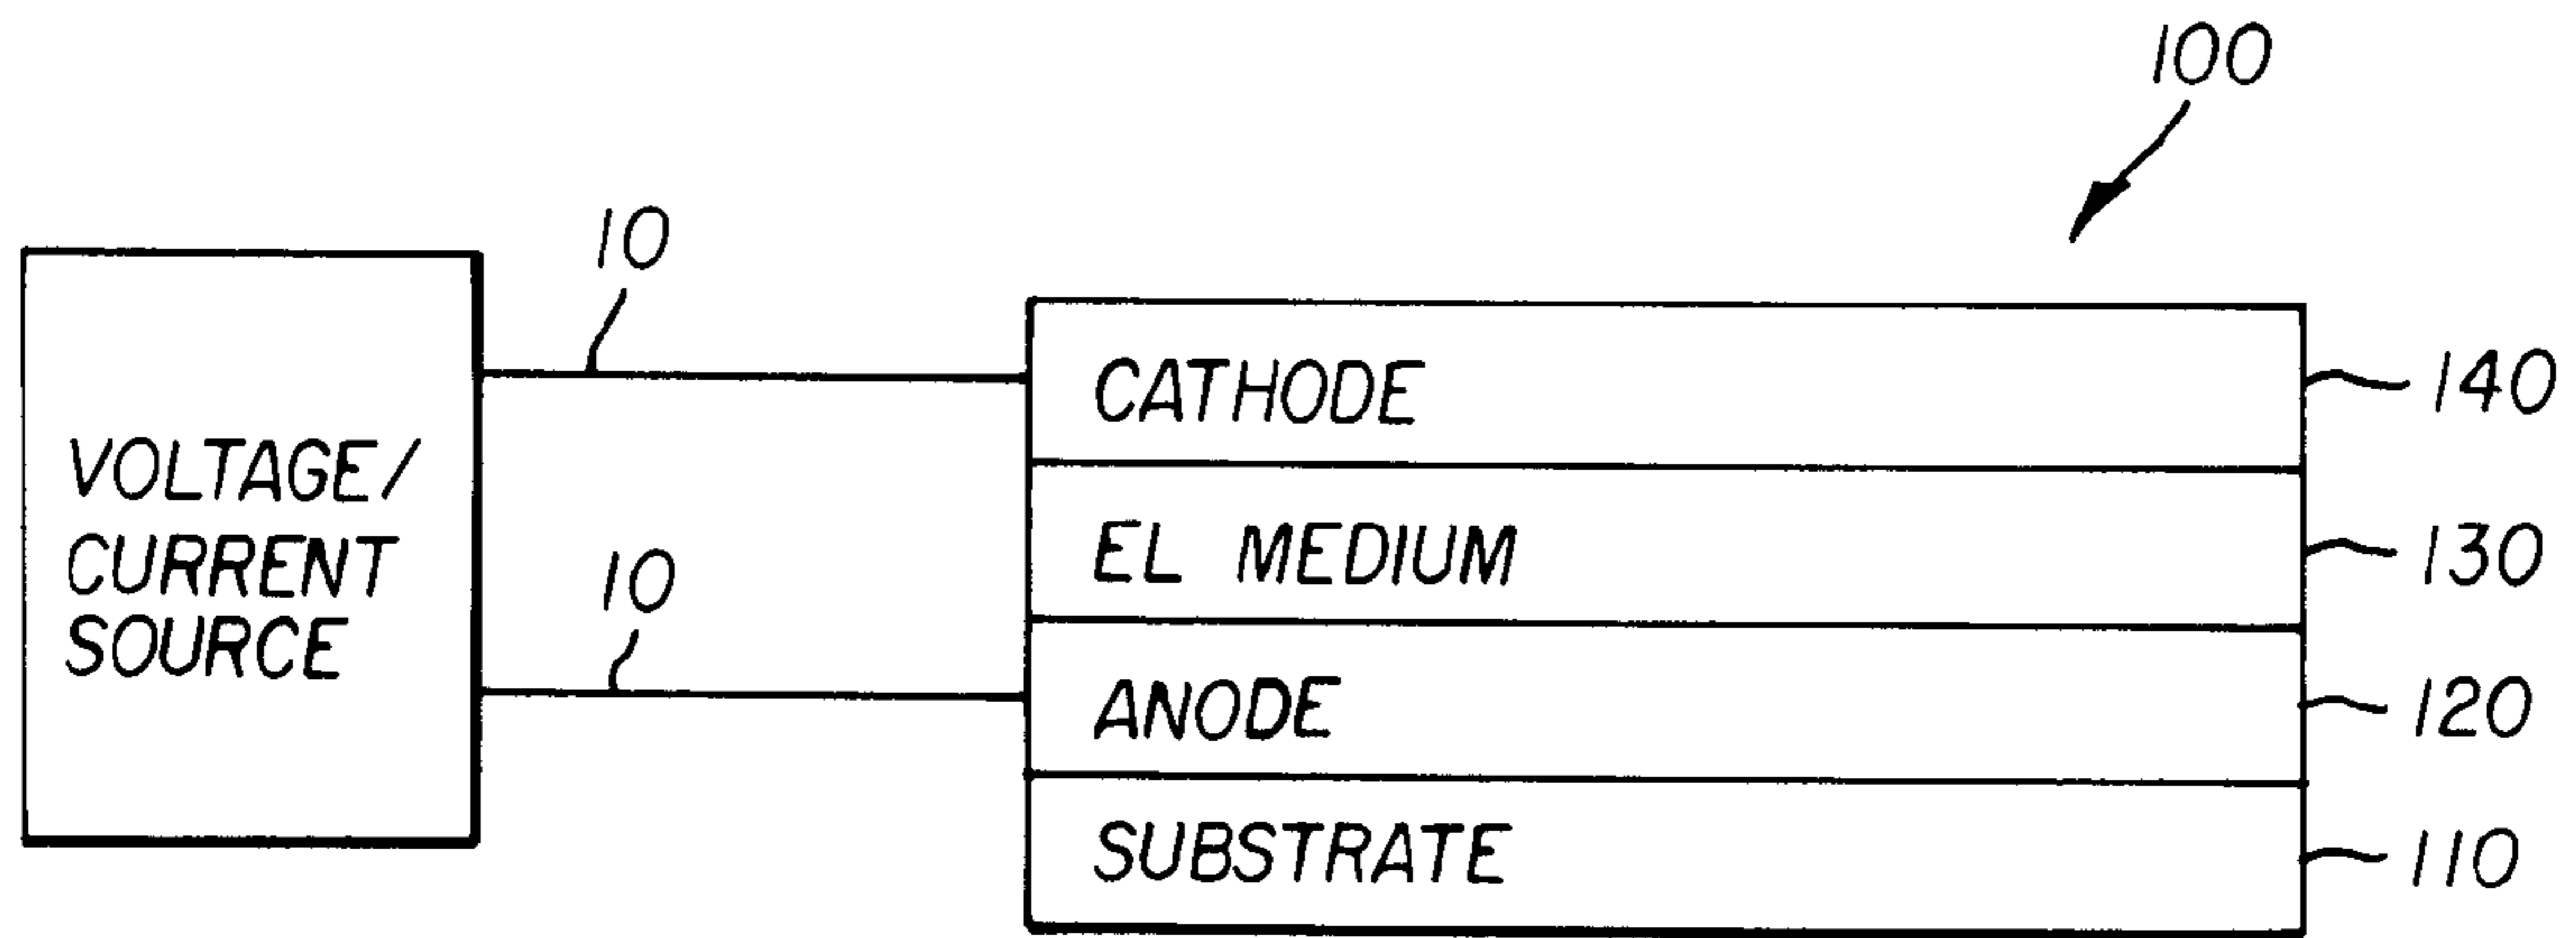 100
10
VOLTAGE/
CURRENT
SOURCE
10
CATHODE
140
EL MEDIUM
130
ANODE
120
SUBSTRATE
110